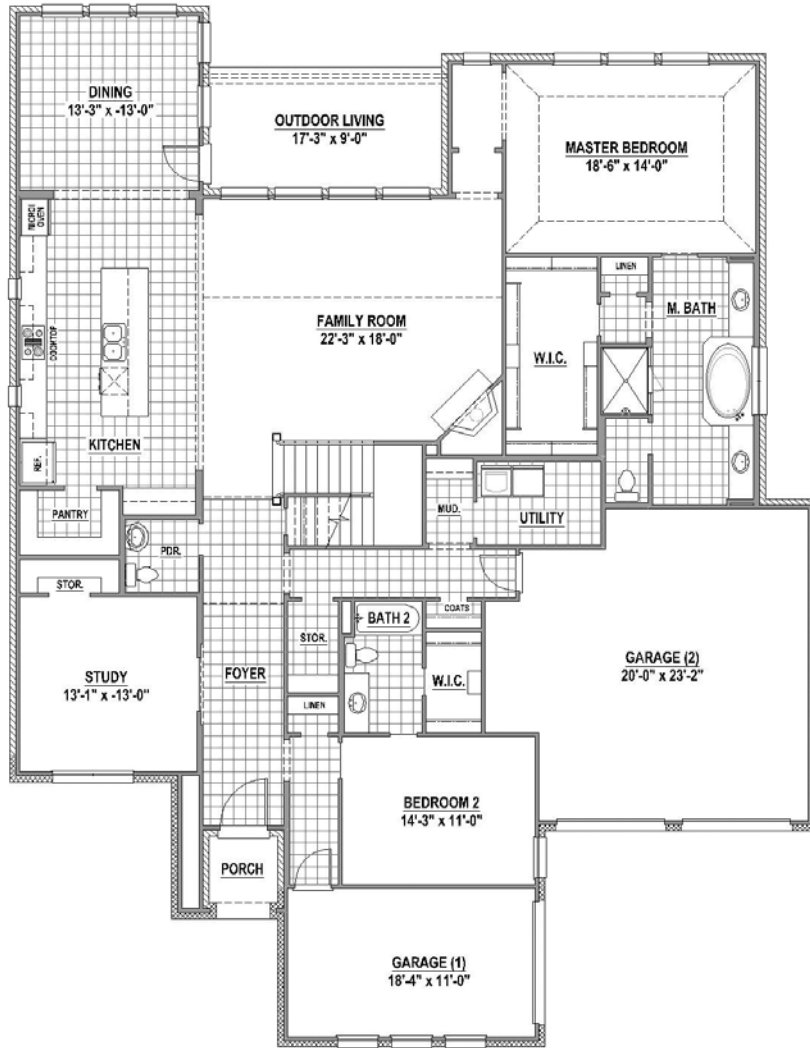 DINING
13'-3" x -13'-0"
OUTDOOR LIVING
17'-3" x 9'-0"
MASTER BEDROOM
18'-6" x 14'-0"
MICRO/
OVEN
COOKTOP
FAMILY ROOM
22'-3" x 18'-0"
LINEN
M. BATH
W.I.C.
KITCHEN
REF.
PANTRY
MUD.
UTILITY
PDR.
STOR.
COATS
BATH 2
STOR.
STUDY
13'-1" x -13'-0"
FOYER
W.I.C.
GARAGE (2)
20'-0" x 23'-2"
LINEN
BEDROOM 2
14'-3" x 11'-0"
PORCH
GARAGE (1)
18'-4" x 11'-0"